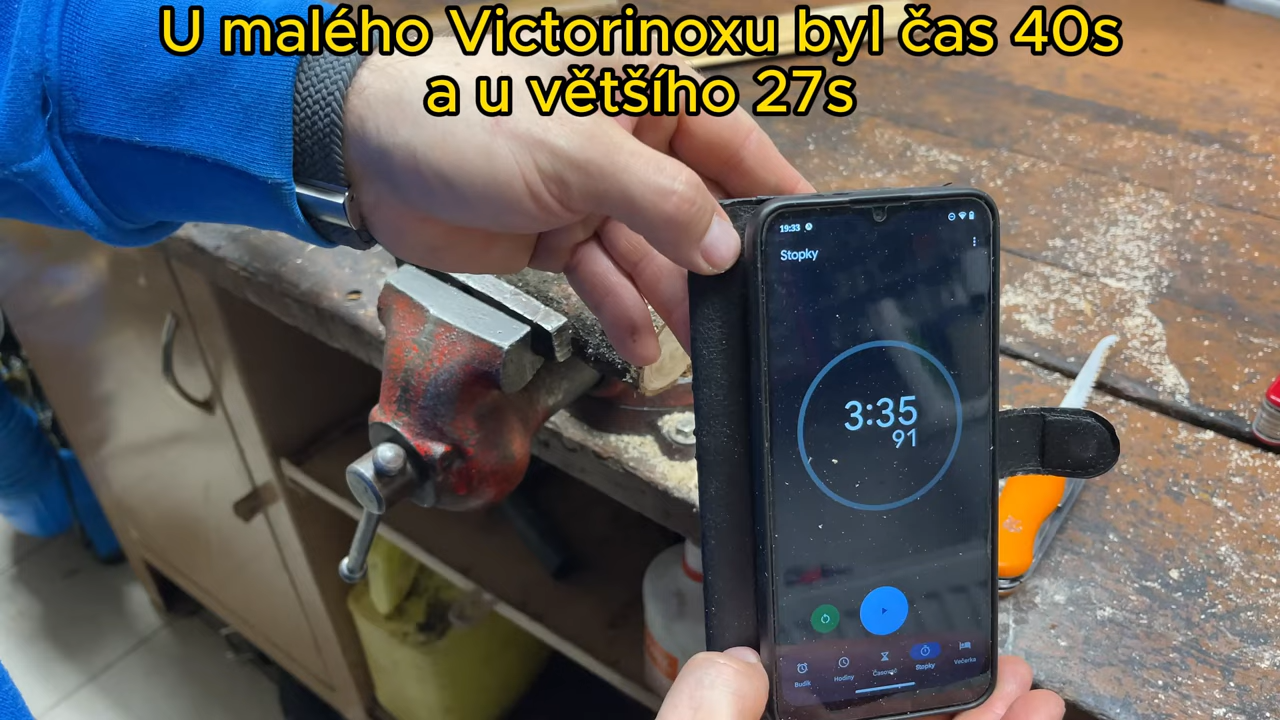 U malého Victorinoxu byl čas 40s
a u většího 27s
19:33
Stopky
3:35
91
Budík
Hodiny
Časovač
Stopky
Večerka